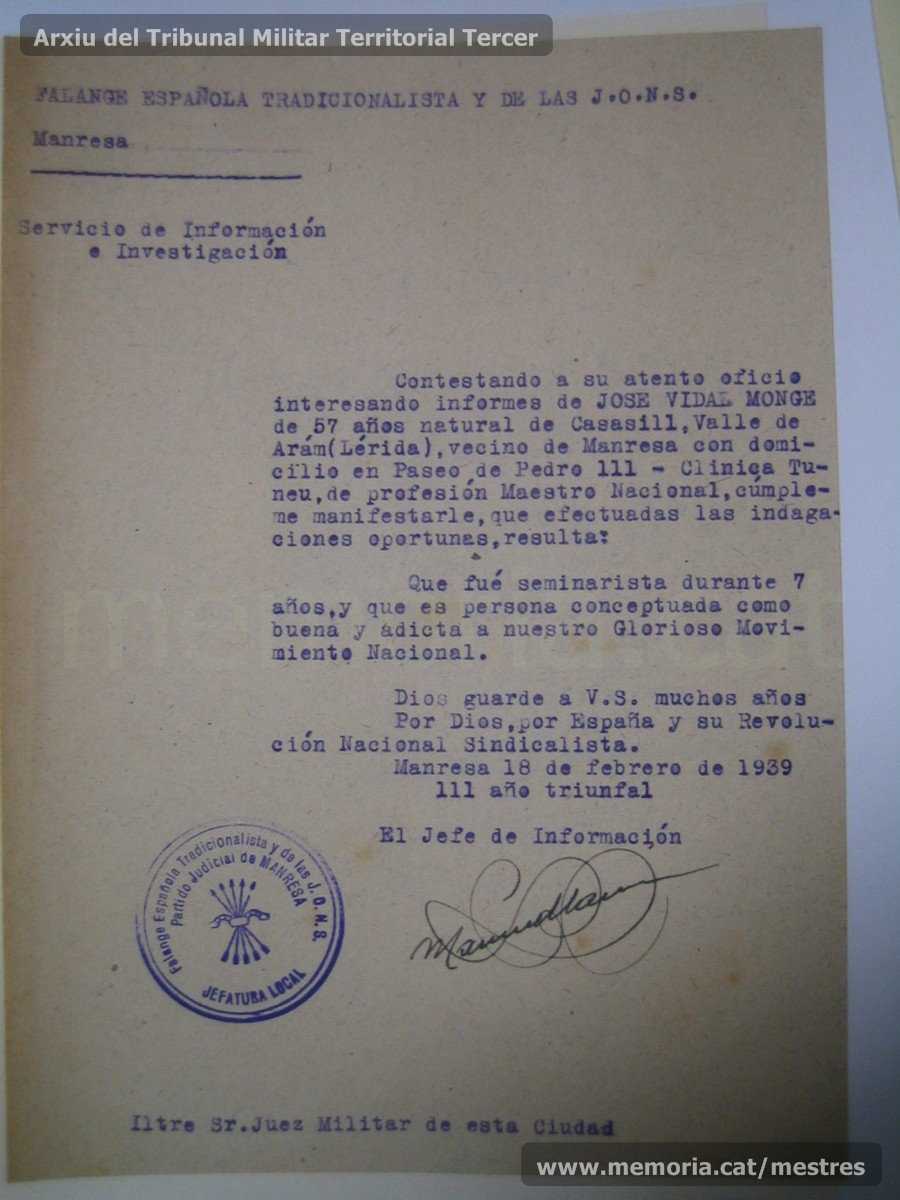 Arxiu del Tribunal Militar Territorial Tercer
FALANGE ESPAÑOLA TRADICIONALISTA Y DE LAS J.O.N.S.
Manresa
Servicio de Información
e Investigación
Contestando a su atento oficio
interesando informes de JOSE VIDAL MONGE
de 57 años natural de Casasill,Valle de
Arám(Lérida),vecino de Manresa con domi-
cilio en Paseo de Pedro lll - Clinica Tu-
neu,de profesión Maestro Nacional,cúmple-
me manifestarle,que efectuadas las indaga-
ciones oportunas,resulta:
Que fué seminarista durante 7
años,y que es persona conceptuada como
buena y adicta a nuestro Glorioso Movi-
miento Nacional.
memoria.cat
Dios guarde a V.S. muchos años
Por Dios,por España y su Revolu-
ción Nacional Sindicalista.
Manresa 18 de febrero de 1939
lll año triunfal
El Jefe de Información
Falange Española Tradicionalista y de las J.O.N.S.
Partido Judicial de MANRESA
JEFATURA LOCAL
Iltre Sr.Juez Militar de esta Ciudad
www.memoria.cat/mestres